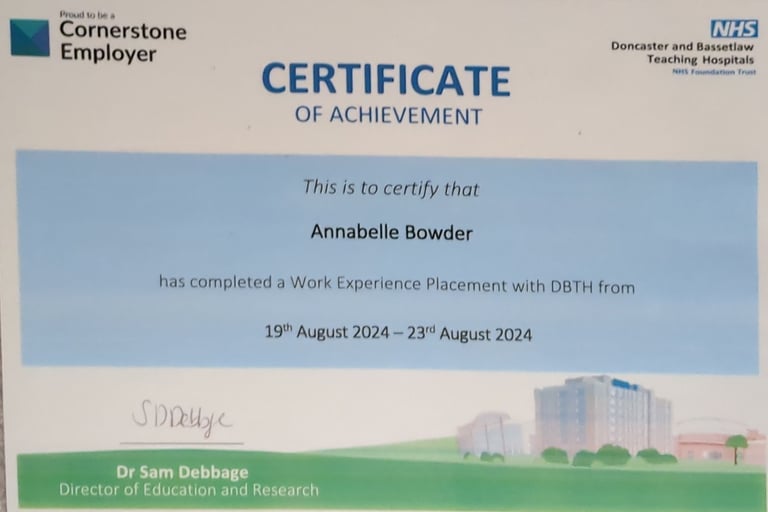 Proud to be a
Cornerstone
Employer
NHS
Doncaster and Bassetlaw
Teaching Hospitals
NHS Foundation Trust
CERTIFICATE
OF ACHIEVEMENT
This is to certify that
Annabelle Bowder
has completed a Work Experience Placement with DBTH from
19th August 2024 – 23rd August 2024
SDDebbage
Dr Sam Debbage
Director of Education and Research